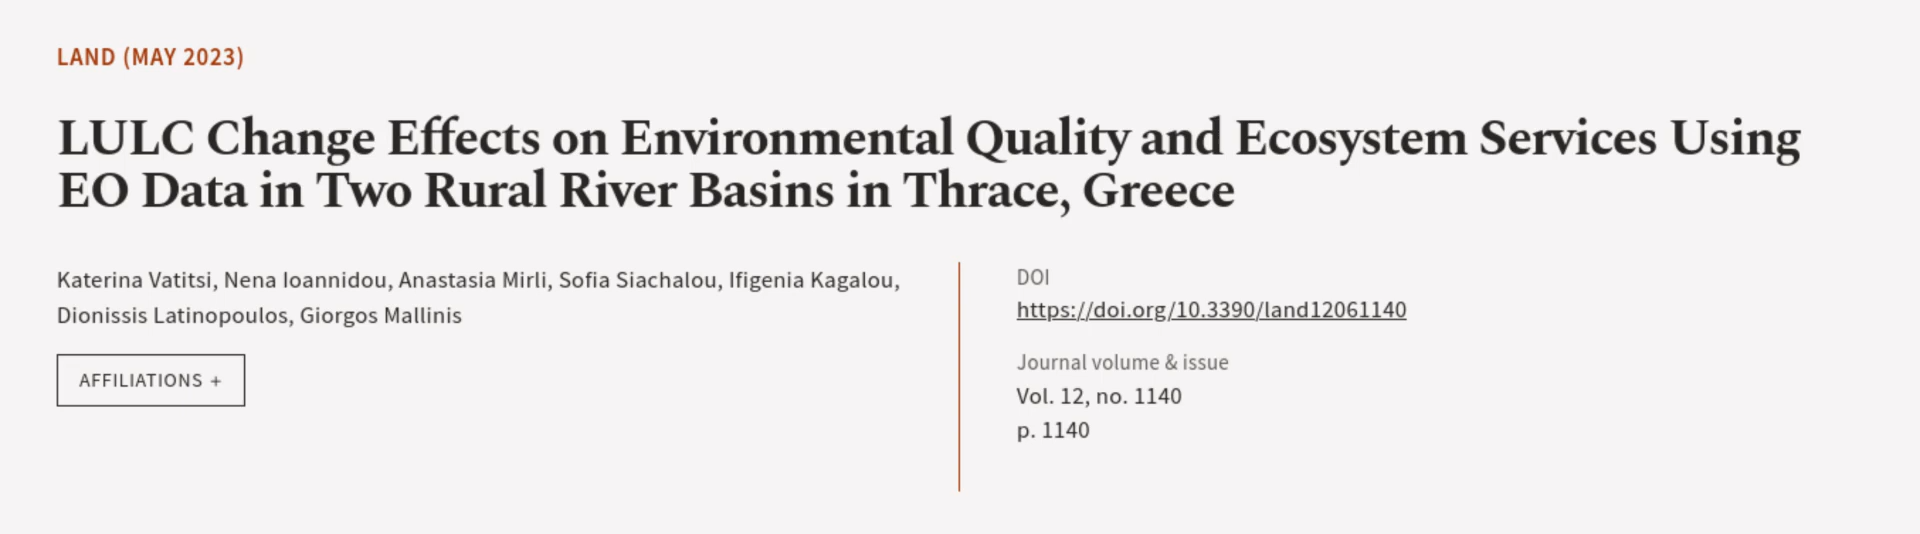 LAND (MAY 2023)
LULC Change Effects on Environmental Quality and Ecosystem Services Using
EO Data in Two Rural River Basins in Thrace, Greece
Katerina Vatitsi, Nena Ioannidou, Anastasia Mirli, Sofia Siachalou, Ifigenia Kagalou,
Dionissis Latinopoulos, Giorgos Mallinis
AFFILIATIONS +
DOI
https://doi.org/10.3390/land12061140
Journal volume & issue
Vol. 12, no. 1140
p. 1140